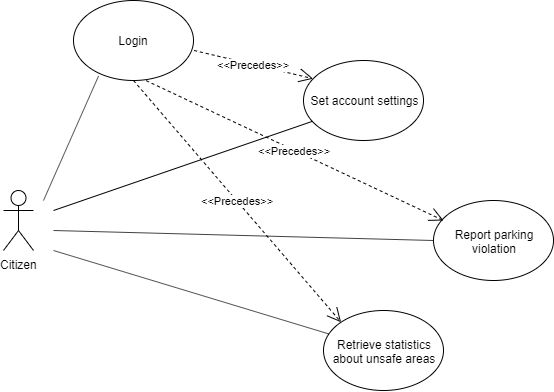 Login
<<Precedes>>
Set account settings
<<Precedes>>
<<Precedes>>
Report parking
violation
Citizen
Retrieve statistics
about unsafe areas